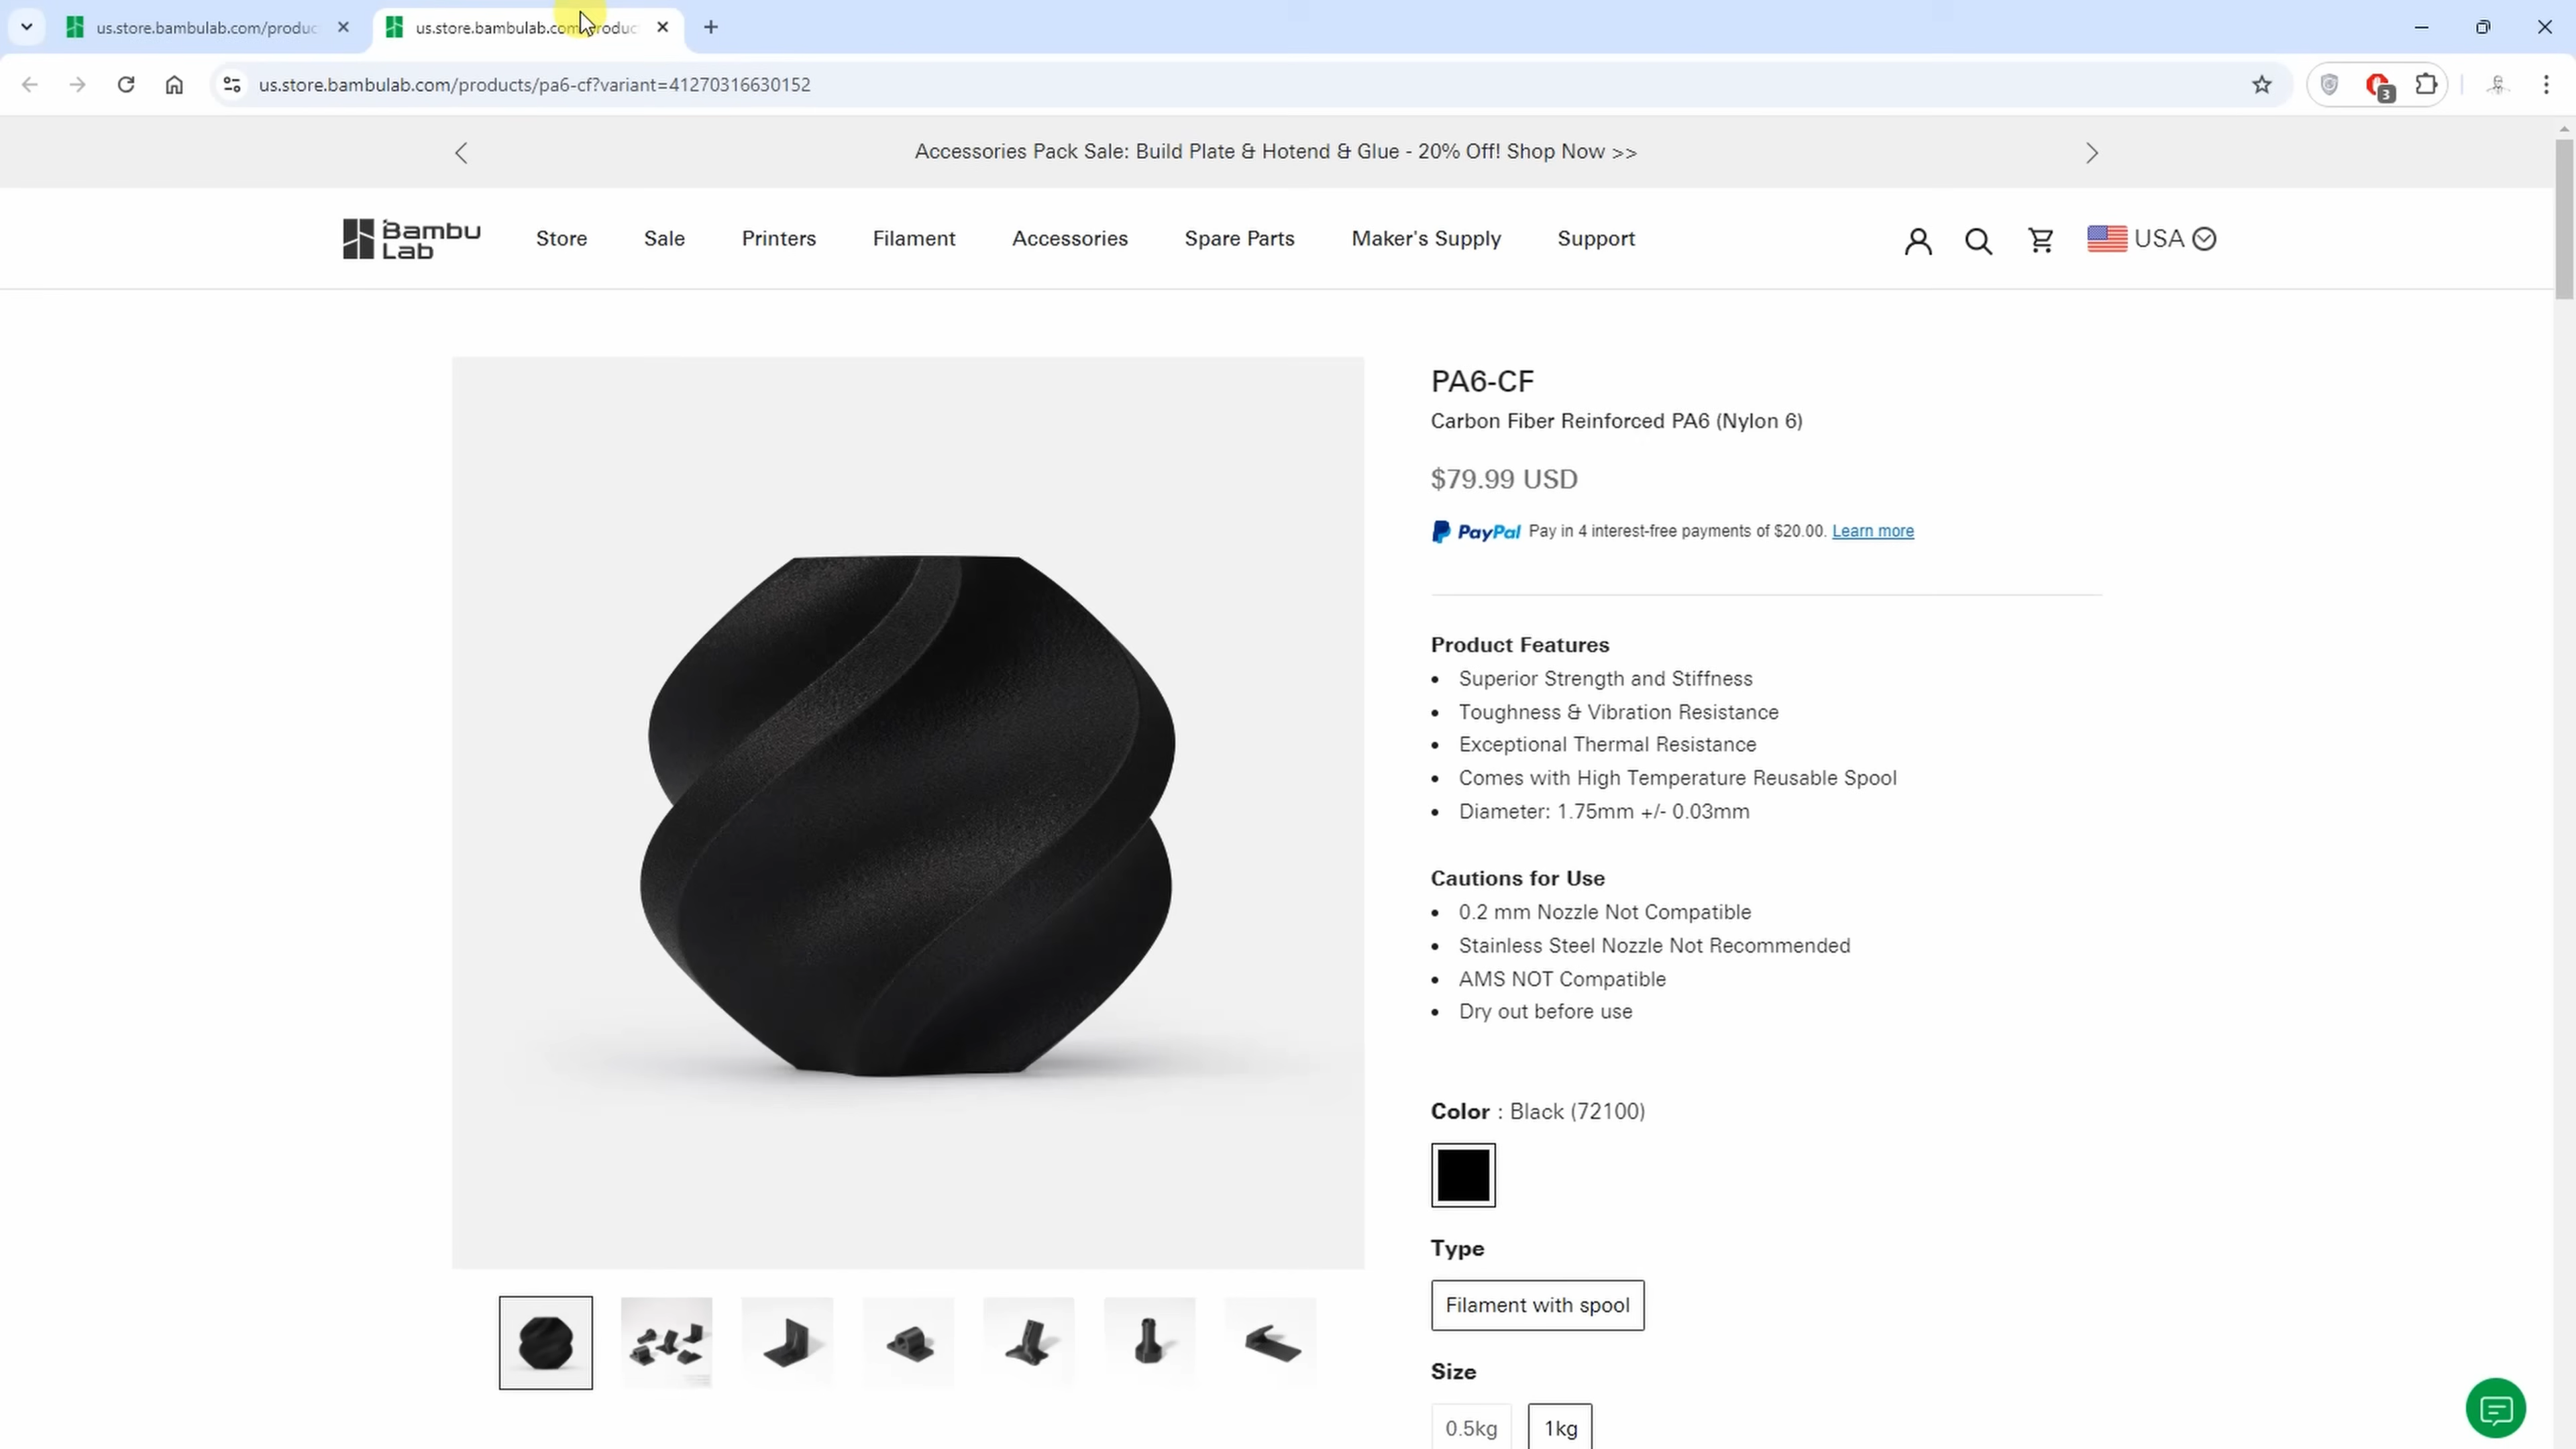 us.store.bambulab.com/produc
us.store.bambulab.com/produc
us.store.bambulab.com/products/pa6-cf?variant=41270316630152
3
Accessories Pack Sale: Build Plate & Hotend & Glue - 20% Off! Shop Now >>
Bambu
Lab
Store
Sale
Printers
Filament
Accessories
Spare Parts
Maker's Supply
Support
USA
PA6-CF
Carbon Fiber Reinforced PA6 (Nylon 6)
$79.99 USD
PayPal Pay in 4 interest-free payments of $20.00. Learn more
Product Features
• Superior Strength and Stiffness
• Toughness & Vibration Resistance
• Exceptional Thermal Resistance
• Comes with High Temperature Reusable Spool
• Diameter: 1.75mm +/- 0.03mm
Cautions for Use
• 0.2 mm Nozzle Not Compatible
• Stainless Steel Nozzle Not Recommended
• AMS NOT Compatible
• Dry out before use
Color : Black (72100)
Type
Filament with spool
Size
0.5kg
1kg